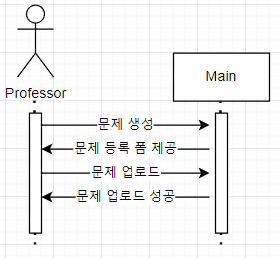 Professor
Main
문제 생성
문제 등록 폼 제공
문제 업로드
문제 업로드 성공